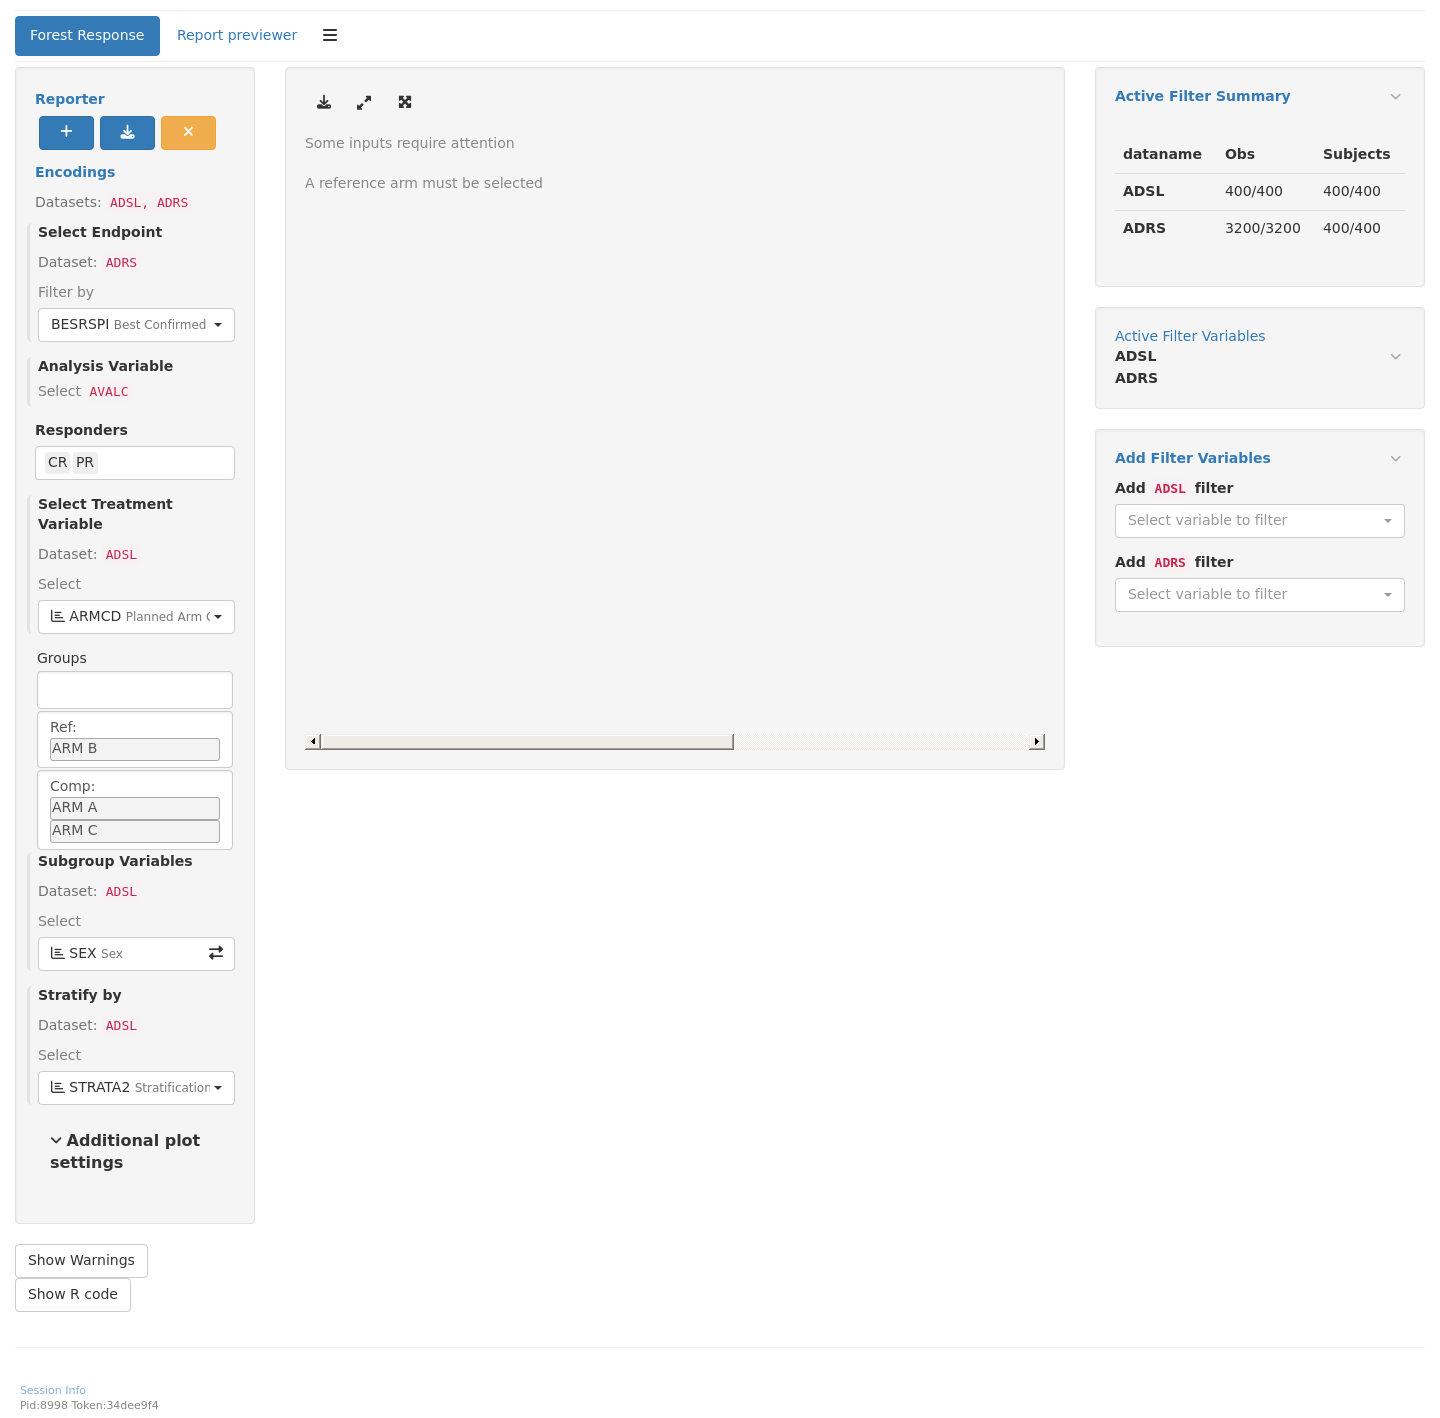 Forest Response
Report previewer
Reporter
Encodings
Datasets: ADSL, ADRS
Select Endpoint
Dataset: ADRS
Filter by
BESRSPI Best Confirmed
Analysis Variable
Select AVALC
Responders
CR PR
Select Treatment
Variable
Dataset: ADSL
Select
ARMCD Planned Arm
Groups
Ref:
ARM B
Comp:
ARM A
ARM C
Subgroup Variables
Dataset: ADSL
Select
SEX Sex
Stratify by
Dataset: ADSL
Select
STRATA2 Stratification
Additional plot
settings
Show Warnings
Show R code
Some inputs require attention
A reference arm must be selected
Active Filter Summary
dataname Obs Subjects
ADSL 400/400 400/400
ADRS 3200/3200 400/400
Active Filter Variables
ADSL
ADRS
Add Filter Variables
Add ADSL filter
Select variable to filter
Add ADRS filter
Select variable to filter
Session Info
Pid:8998 Token:34dee9f4